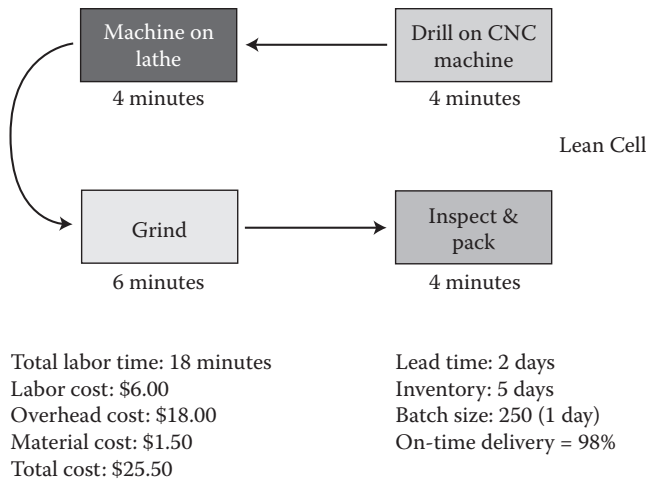 Machine on
lathe
4 minutes
Drill on CNC
machine
4 minutes
Lean Cell
Grind
6 minutes
Inspect &
pack
4 minutes
Total labor time: 18 minutes
Labor cost: $6.00
Overhead cost: $18.00
Material cost: $1.50
Total cost: $25.50
Lead time: 2 days
Inventory: 5 days
Batch size: 250 (1 day)
On-time delivery = 98%